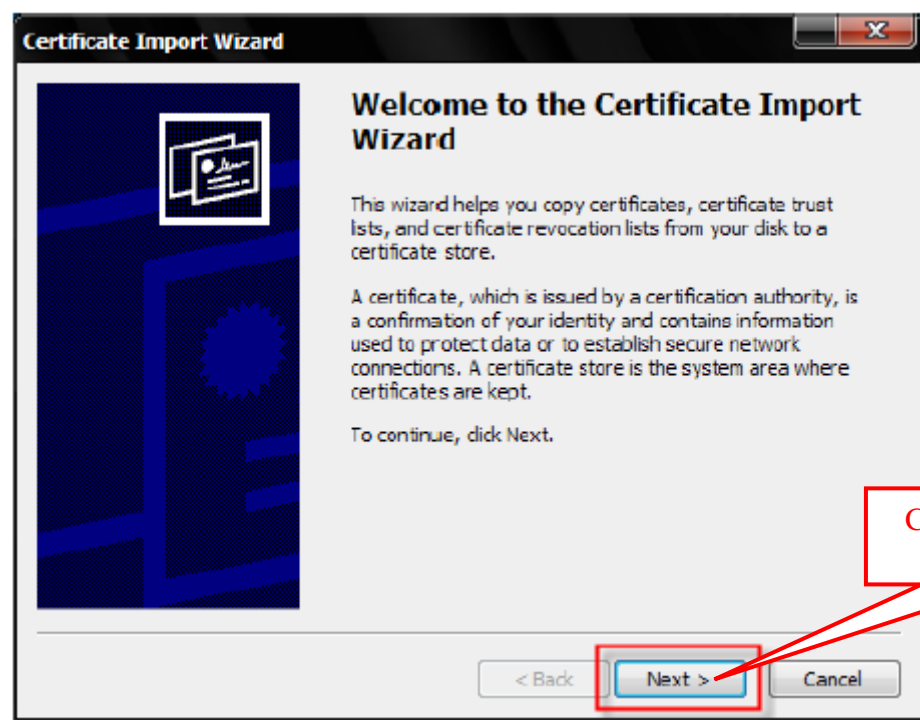 Certificate Import Wizard
Welcome to the Certificate Import
Wizard
This wizard helps you copy certificates, certificate trust
lists, and certificate revocation lists from your disk to a
certificate store.
A certificate, which is issued by a certification authority, is
a confirmation of your identity and contains information
used to protect data or to establish secure network
connections. A certificate store is the system area where
certificates are kept.
To continue, click Next.
< Back
Next >
Cancel